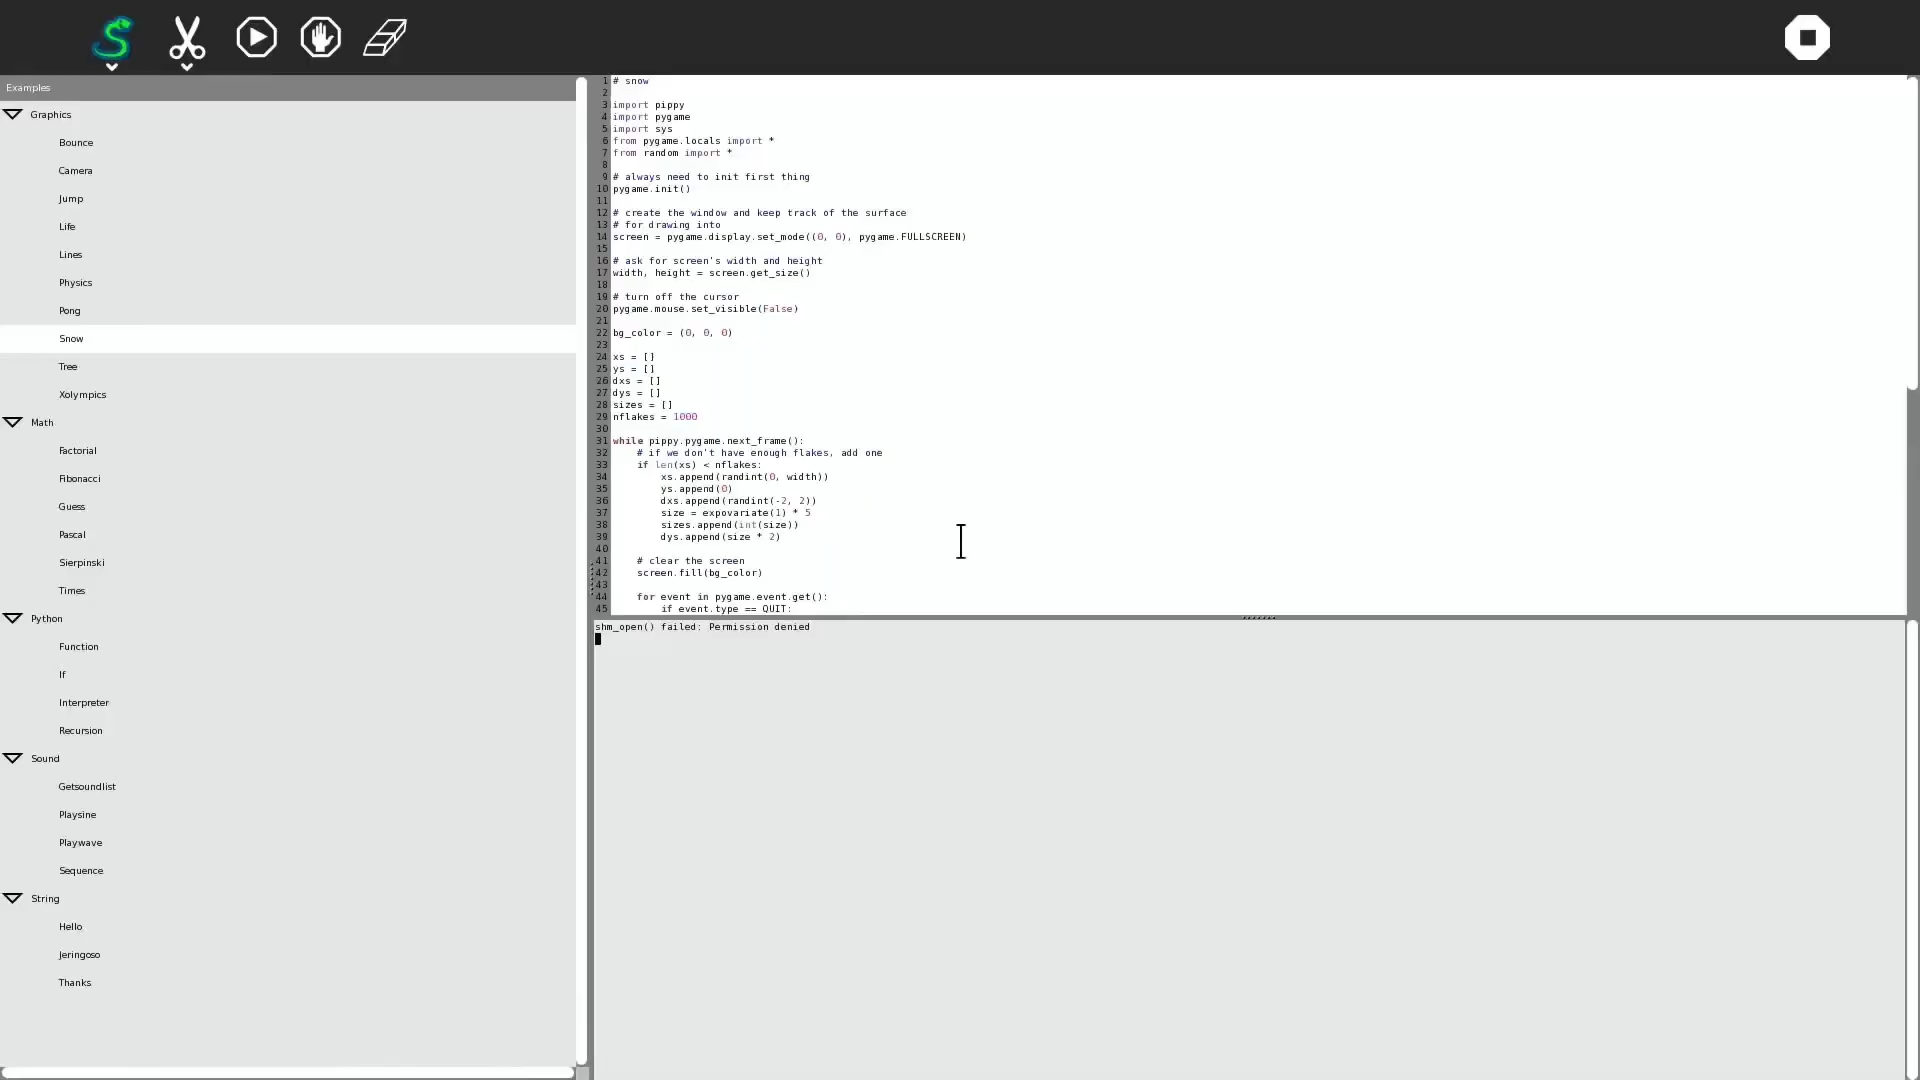 Examples
Graphics
Bounce
Camera
Jump
Life
Lines
Physics
Pong
Snow
Tree
Xolympics
Math
Factorial
Fibonacci
Guess
Pascal
Sierpinski
Times
Python
Function
If
Interpreter
Recursion
Sound
Getsoundlist
Playsine
Playwave
Sequence
String
Hello
Jeringoso
Thanks
1 # snow
2
3 import pippy
4 import pygame
5 import sys
6 from pygame.locals import *
7 from random import *
8
9 # always need to init first thing
10 pygame.init()
11
12 # create the window and keep track of the surface
13 # for drawing into
14 screen = pygame.display.set_mode((0, 0), pygame.FULLSCREEN)
15
16 # ask for screen's width and height
17 width, height = screen.get_size()
18
19 # turn off the cursor
20 pygame.mouse.set_visible(False)
21
22 bg_color = (0, 0, 0)
23
24 xs = []
25 ys = []
26 dxs = []
27 dys = []
28 sizes = []
29 nflakes = 1000
30
31 while pippy.pygame.next_frame():
32     # if we don't have enough flakes, add one
33     if len(xs) < nflakes:
34         xs.append(randint(0, width))
35         ys.append(0)
36         dxs.append(randint(-2, 2))
37         size = expovariate(1) * 5
38         sizes.append(int(size))
39         dys.append(size * 2)
40
41     # clear the screen
42     screen.fill(bg_color)
43
44     for event in pygame.event.get():
45         if event.type == QUIT:
shm_open() failed: Permission denied